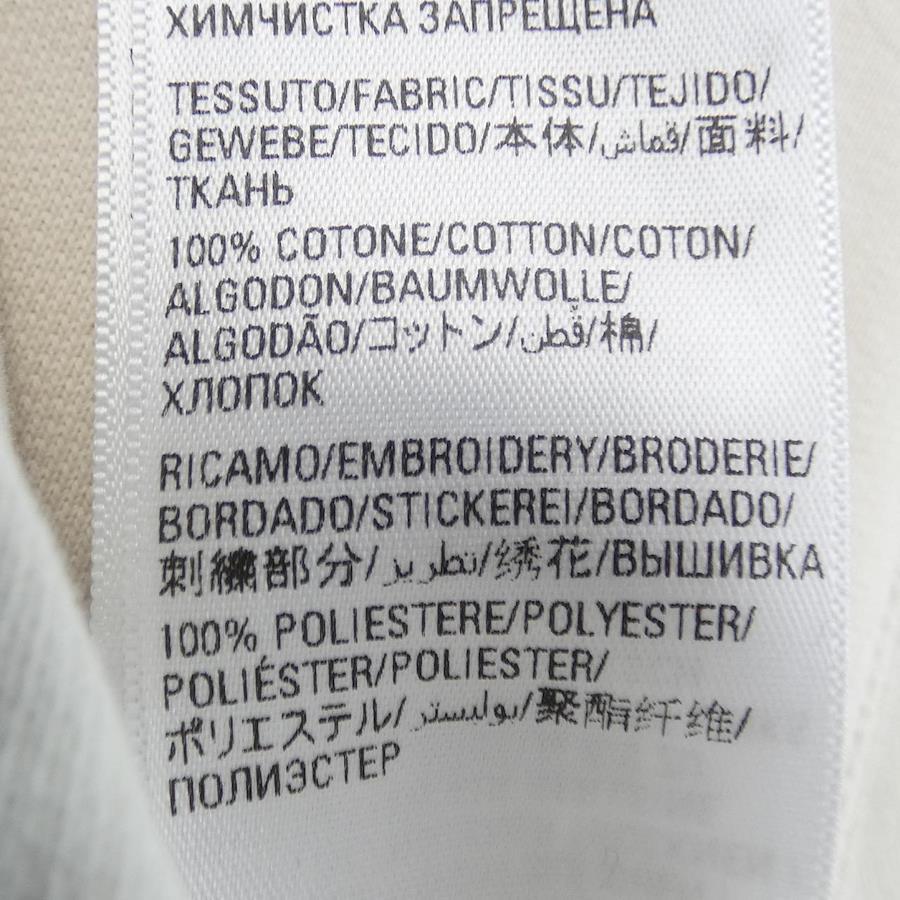 ХИМЧИСТКА ЗАПРЕЩЕНА
TESSUTO/FABRIC/TISSU/TEJIDO/
GEWEBE/TECIDO/本体/قماش/面料/
ТКАНЬ
100% COTONE/COTTON/COTON/
ALGODON/BAUMWOLLE/
ALGODÃO/コットン/قطن/棉/
ХЛОПОК
RICAMO/EMBROIDERY/BRODERIE/
BORDADO/STICKEREI/BORDADO/
刺繍部分/تطريز/绣花/ВЫШИВКА
100% POLIESTERE/POLYESTER/
POLIÉSTER/POLIESTER/
ポリエステル/بوليستر/聚酯纤维/
ПОЛИЭСТЕР